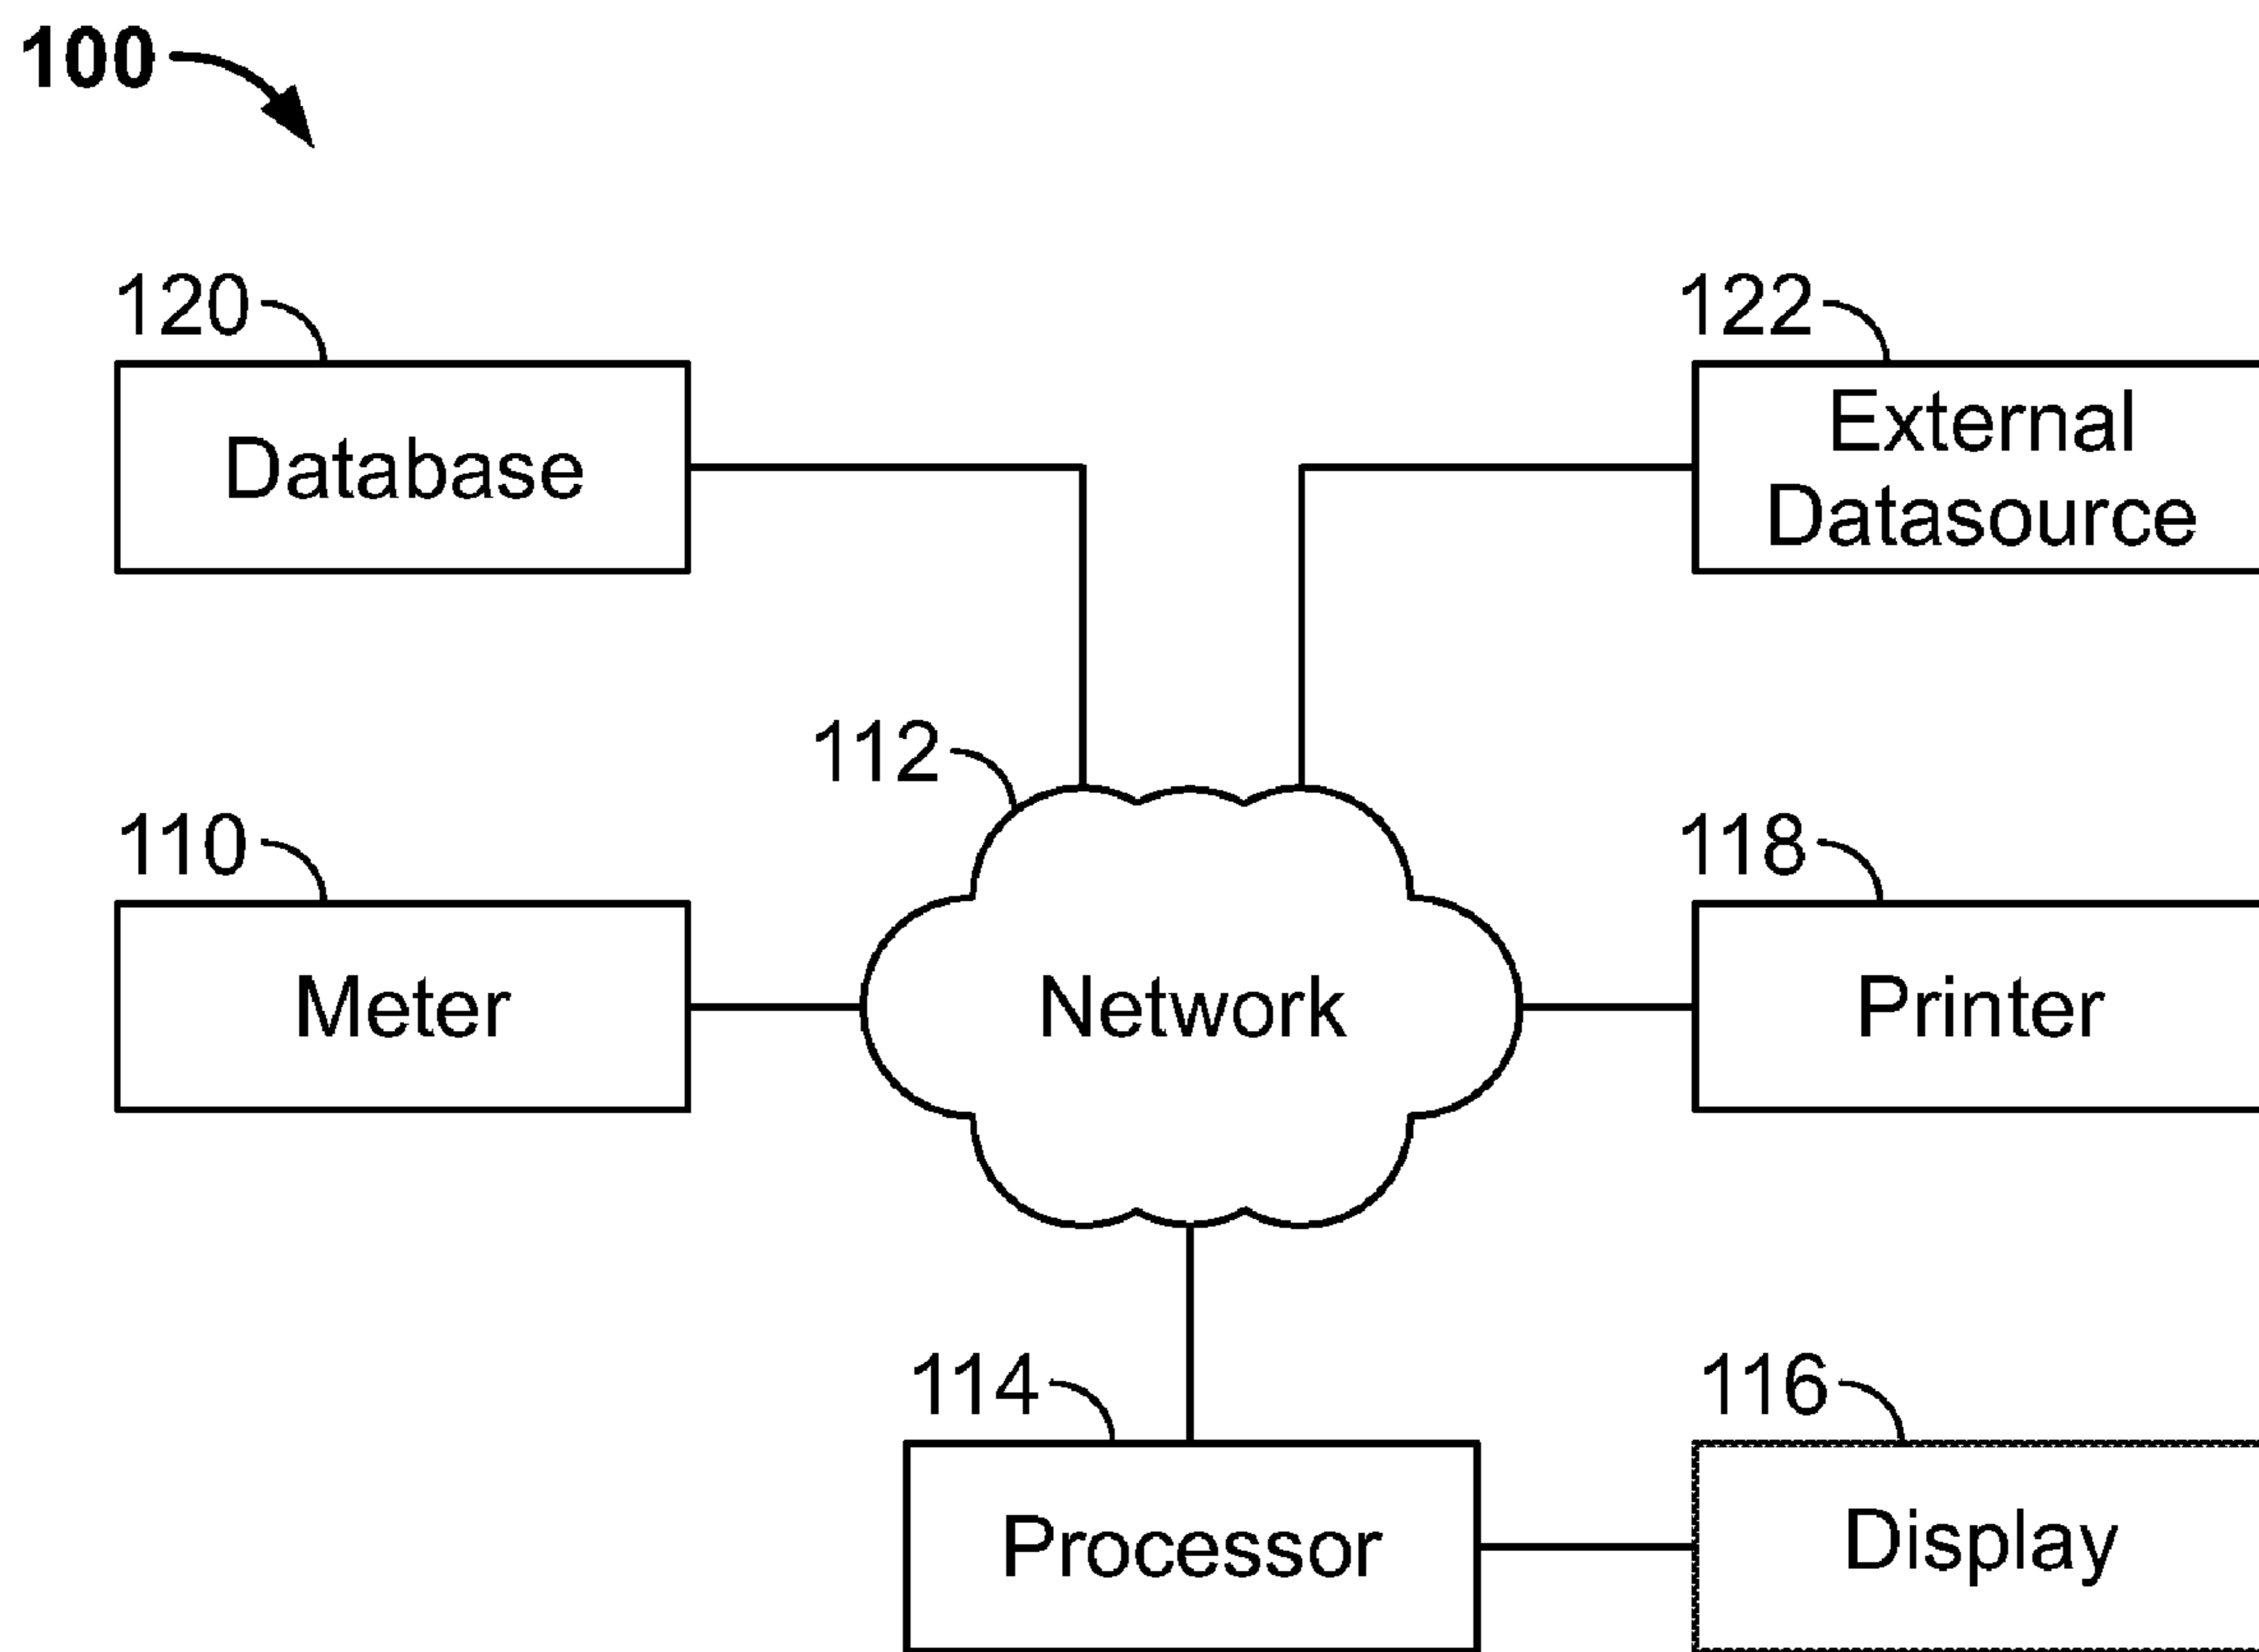 100
120
122
Database
External
Datasource
112
110
118
Meter
Network
Printer
114
116
Processor
Display